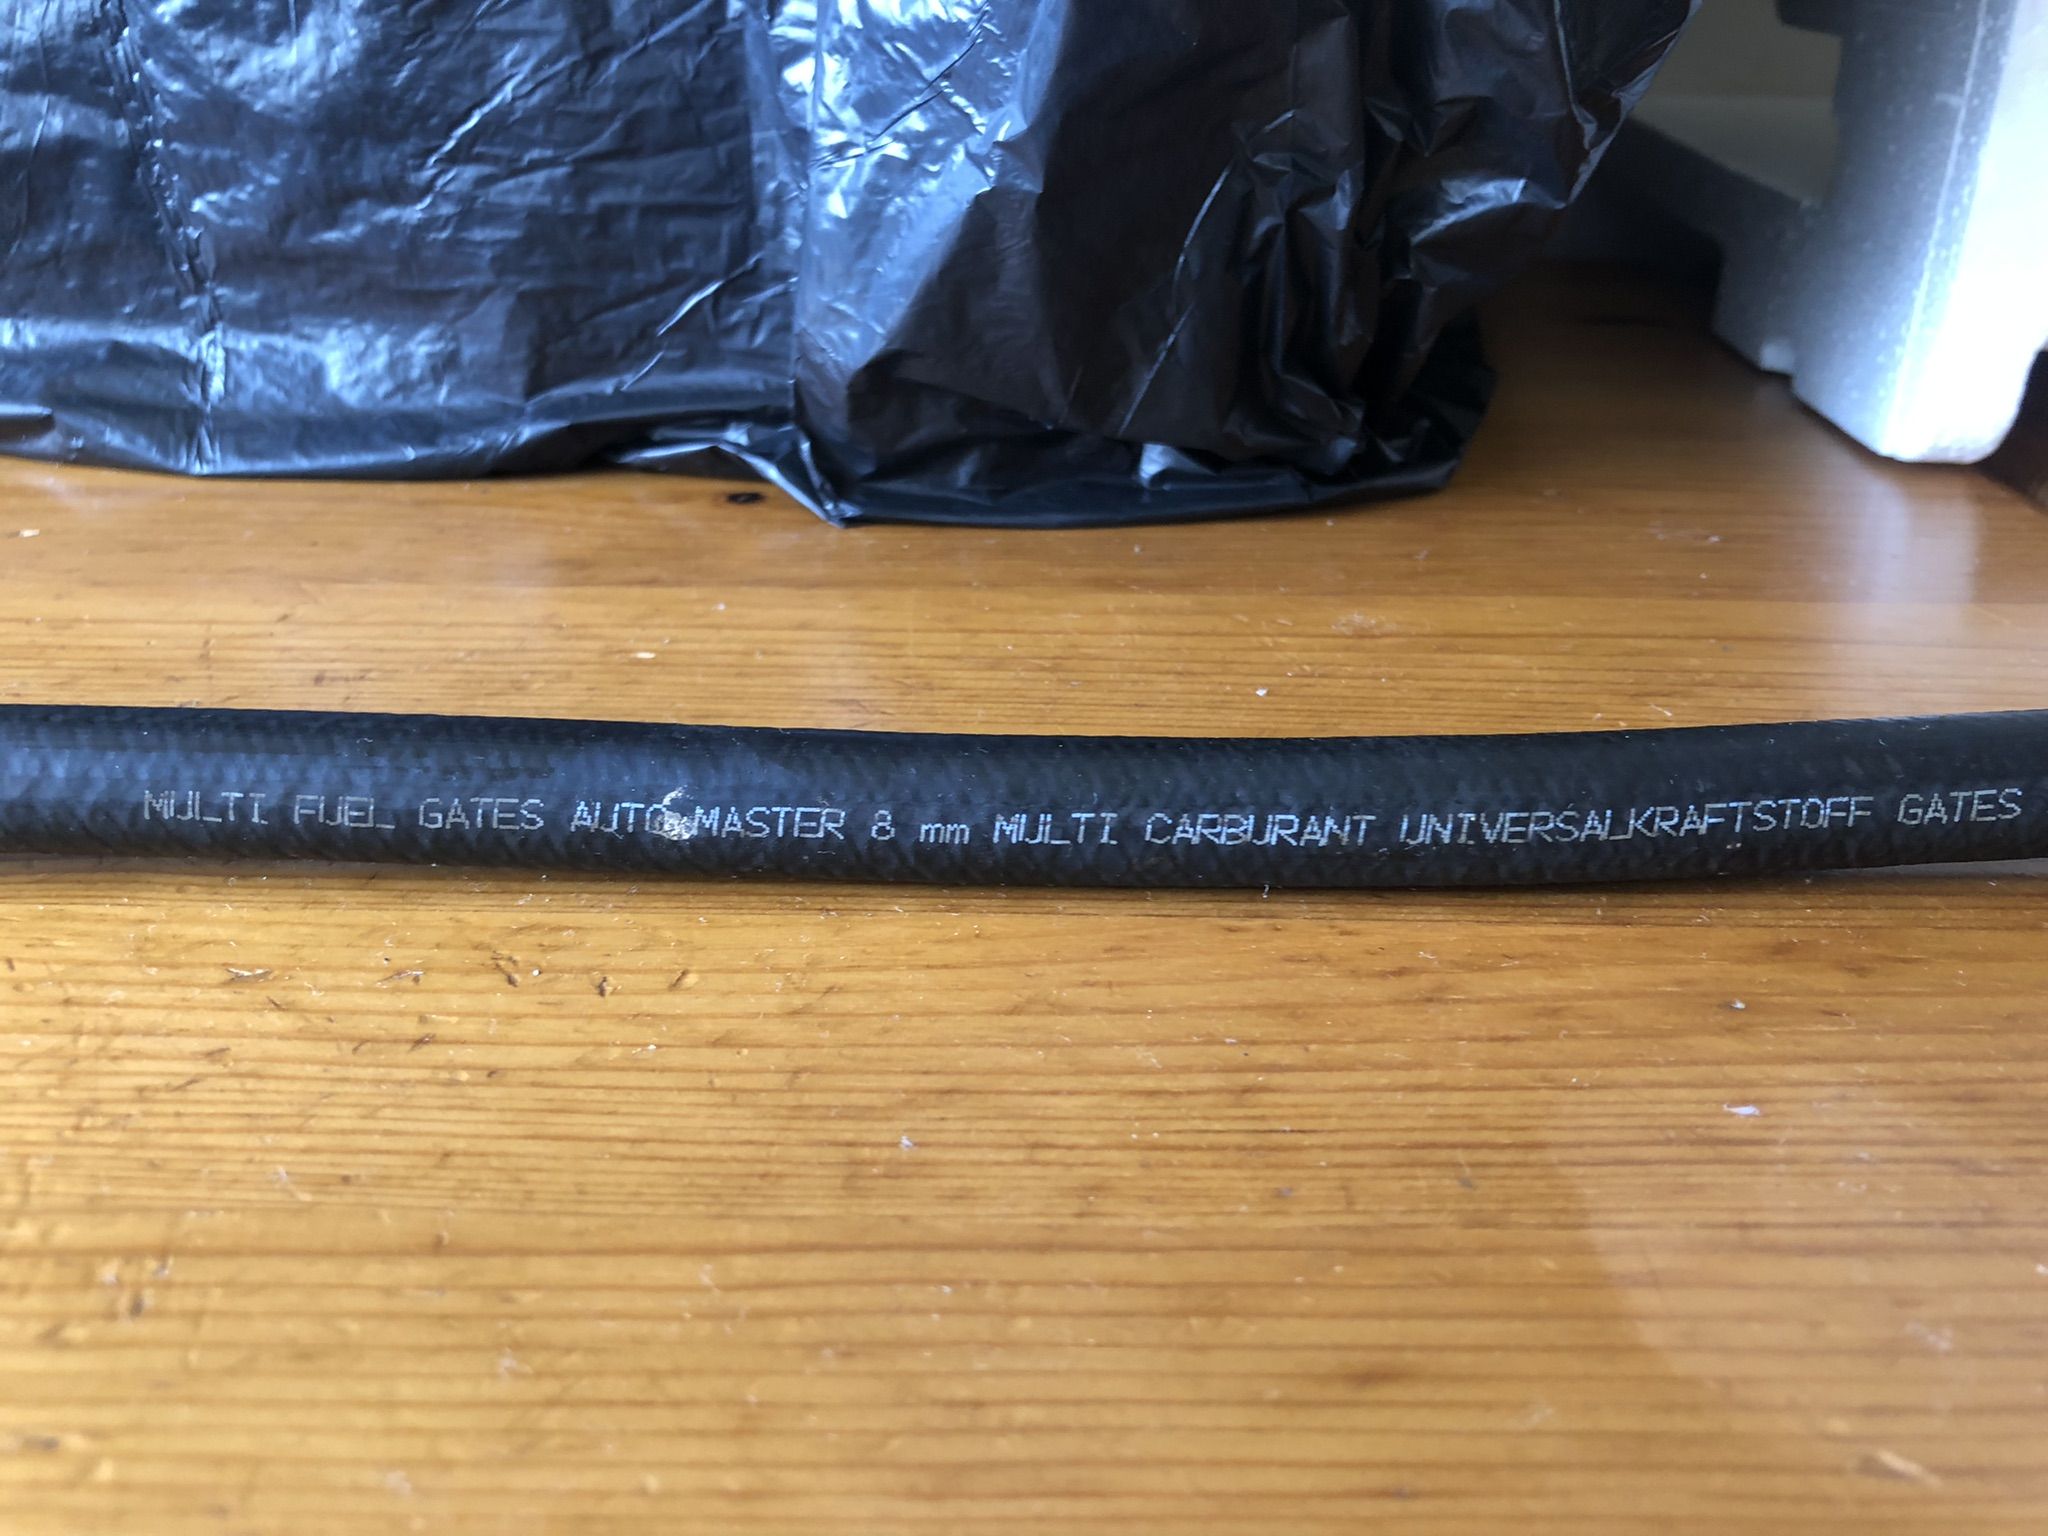 MULTI FUEL GATES AUTO MASTER 8 mm MULTI CARBURANT UNIVERSALKRAFTSTOFF GATES